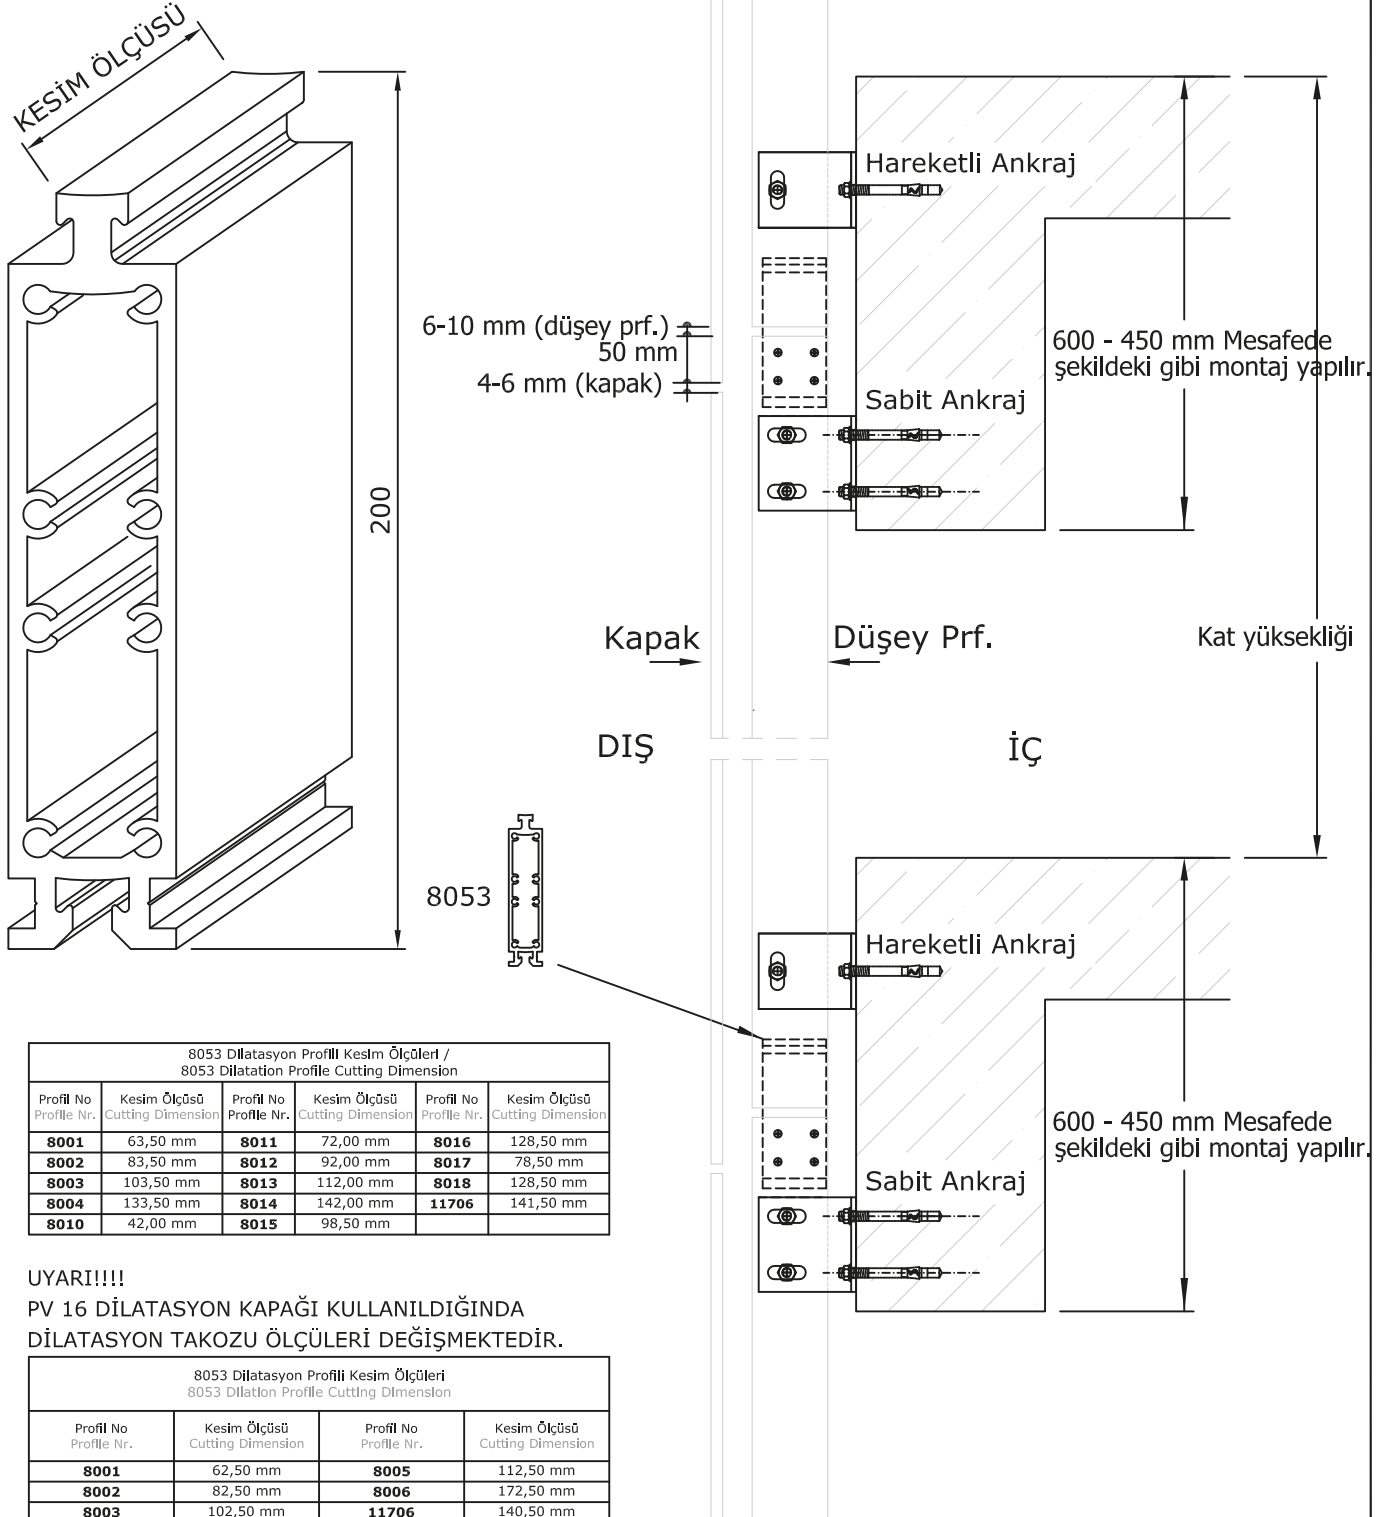 KESİM ÖLÇÜSÜ
200
Hareketli Ankraj
6-10 mm (düşey prf.)
50 mm
4-6 mm (kapak)
600 - 450 mm Mesafede
şekildeki gibi montaj yapılır.
Sabit Ankraj
Kapak
Düşey Prf.
Kat yüksekliği
DIŞ
İÇ
8053
Hareketli Ankraj
600 - 450 mm Mesafede
şekildeki gibi montaj yapılır.
Sabit Ankraj
8053 Dilatasyon Profili Kesim Ölçüleri /
8053 Dilatation Profile Cutting Dimension
Profil No Kesim Ölçüsü Profil No Kesim Ölçüsü Profil No Kesim Ölçüsü
Profile Nr. Cutting Dimension Profile Nr. Cutting Dimension Profile Nr. Cutting Dimension
8001 63,50 mm 8011 72,00 mm 8016 128,50 mm
8002 83,50 mm 8012 92,00 mm 8017 78,50 mm
8003 103,50 mm 8013 112,00 mm 8018 128,50 mm
8004 133,50 mm 8014 142,00 mm 11706 141,50 mm
8010 42,00 mm 8015 98,50 mm
UYARI!!!!
PV 16 DİLATASYON KAPAĞI KULLANILDIĞINDA
DİLATASYON TAKOZU ÖLÇÜLERİ DEĞİŞMEKTEDİR.
8053 Dilatasyon Profili Kesim Ölçüleri
8053 Dilation Profile Cutting Dimension
Profil No Kesim Ölçüsü Profil No Kesim Ölçüsü
Profile Nr. Cutting Dimension Profile Nr. Cutting Dimension
8001 62,50 mm 8005 112,50 mm
8002 82,50 mm 8006 172,50 mm
8003 102,50 mm 11706 140,50 mm